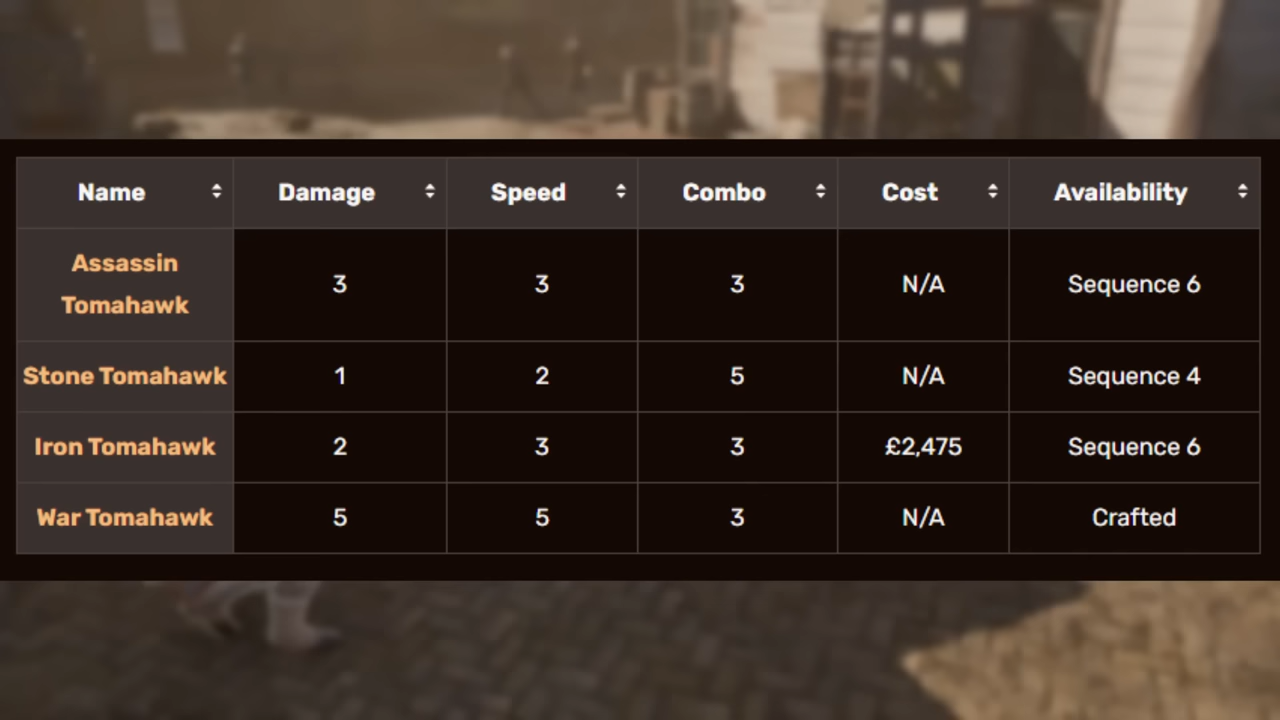 Name Damage Speed Combo Cost Availability
Assassin
Tomahawk 3 3 3 N/A Sequence 6
Stone Tomahawk 1 2 5 N/A Sequence 4
Iron Tomahawk 2 3 3 £2,475 Sequence 6
War Tomahawk 5 5 3 N/A Crafted